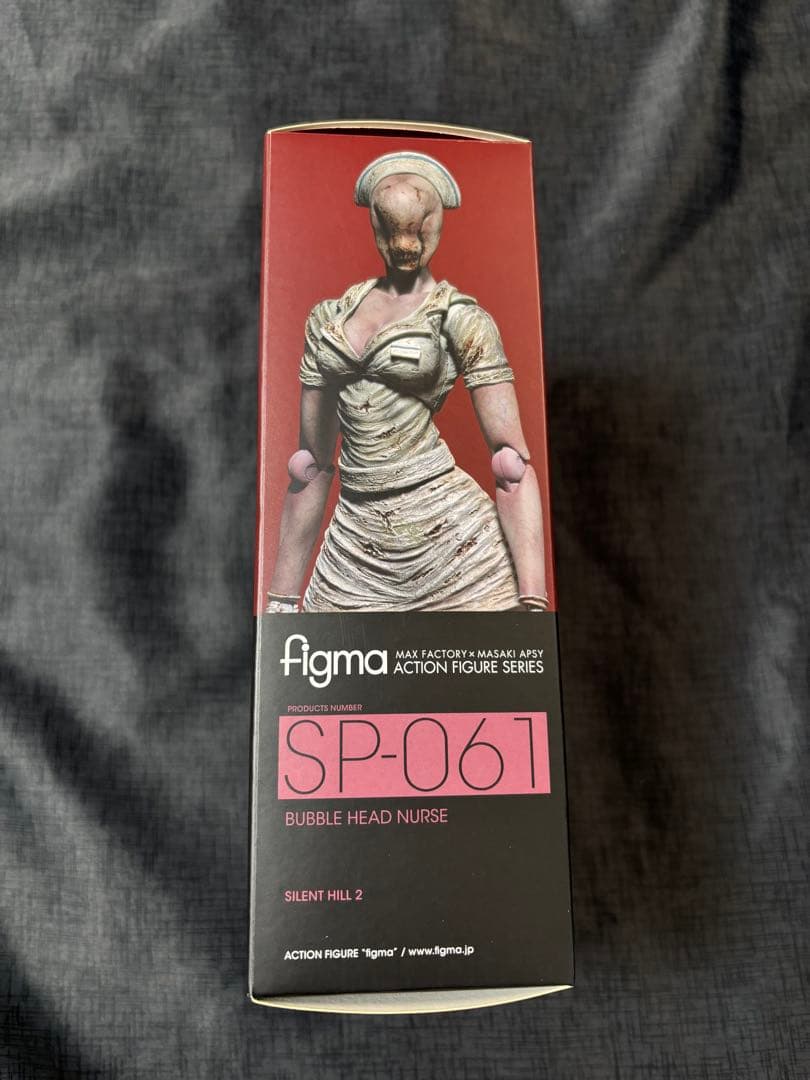 figma MAX FACTORY × MASAKI APSY
ACTION FIGURE SERIES
PRODUCTS NUMBER
SP-061
BUBBLE HEAD NURSE
SILENT HILL 2
ACTION FIGURE "figma" / www.figma.jp